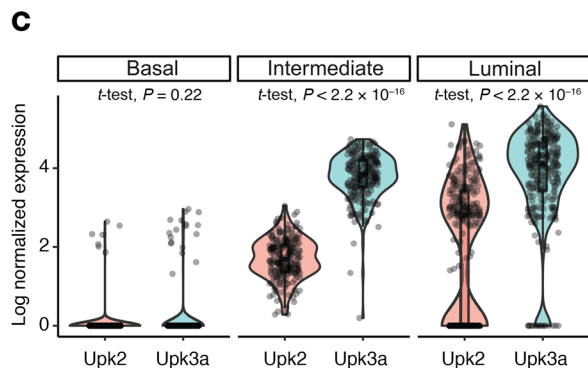 c
Basal Intermediate Luminal
t-test, P = 0.22 t-test, P < 2.2 × 10⁻¹⁶ t-test, P < 2.2 × 10⁻¹⁶
Log normalized expression
4
2
0
Upk2 Upk3a Upk2 Upk3a Upk2 Upk3a